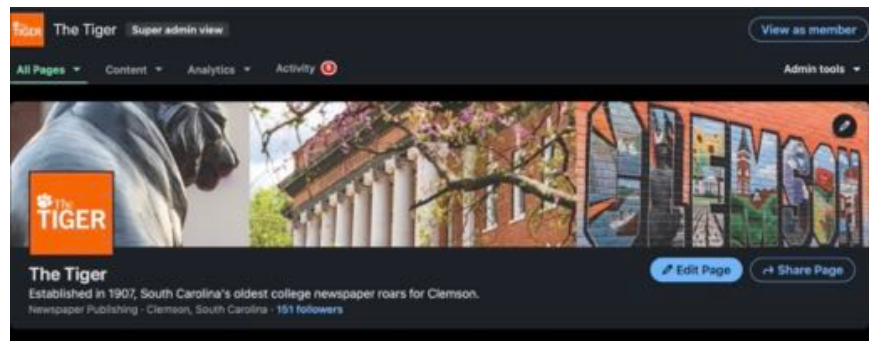 The Tiger Super admin view View as member
All Pages Content Analytics Activity Admin tools
CLEMSON
The
TIGER
The Tiger
Edit Page Share Page
Established in 1907, South Carolina's oldest college newspaper roars for Clemson.
Newspaper Publishing · Clemson, South Carolina · 151 followers